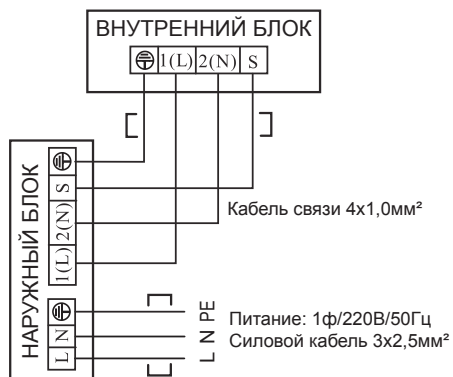 ВНУТРЕННИЙ БЛОК
1(L) 2(N) S
НАРУЖНЫЙ БЛОК
S
2(N)
1(L)
Кабель связи 4х1,0мм²
N
L
PE
N
L
Питание: 1ф/220В/50Гц
Силовой кабель 3х2,5мм²